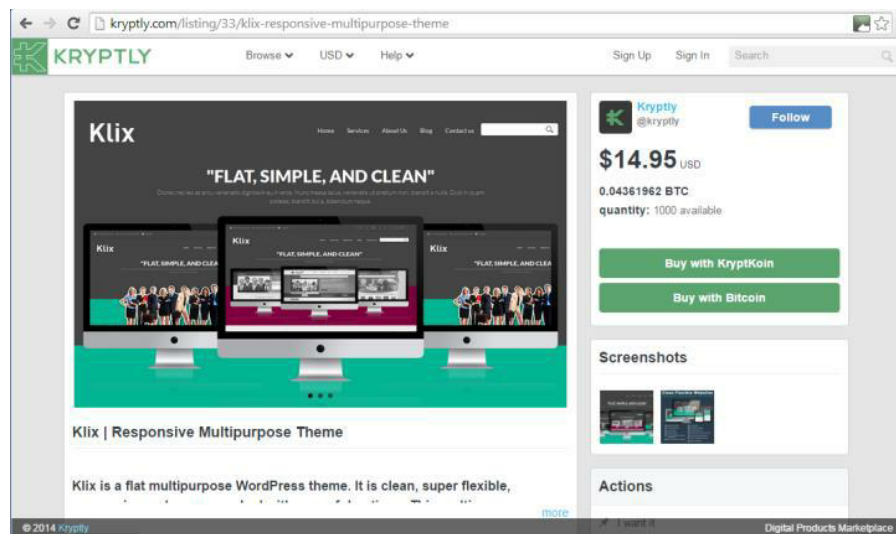 kryptly.com/listing/33/klix-responsive-multipurpose-theme
KRYPTLY Browse USD Help Sign Up Sign In Search
Klix
Home Services About Us Blog Contact us
"FLAT, SIMPLE, AND CLEAN"
Klix Klix Klix
"FLAT, SIMPLE, AND CLEAN"
"FLAT, SIMPLE, AND CLEAN"
"FLAT, SIMPLE, AND CLEA
Klix | Responsive Multipurpose Theme
Klix is a flat multipurpose WordPress theme. It is clean, super flexible,
more
Kryptly
@kryptly
Follow
$14.95 USD
0.04361962 BTC
quantity: 1000 available
Buy with KryptKoin
Buy with Bitcoin
Screenshots
Actions
I want it
© 2014 Kryptly
Digital Products Marketplace